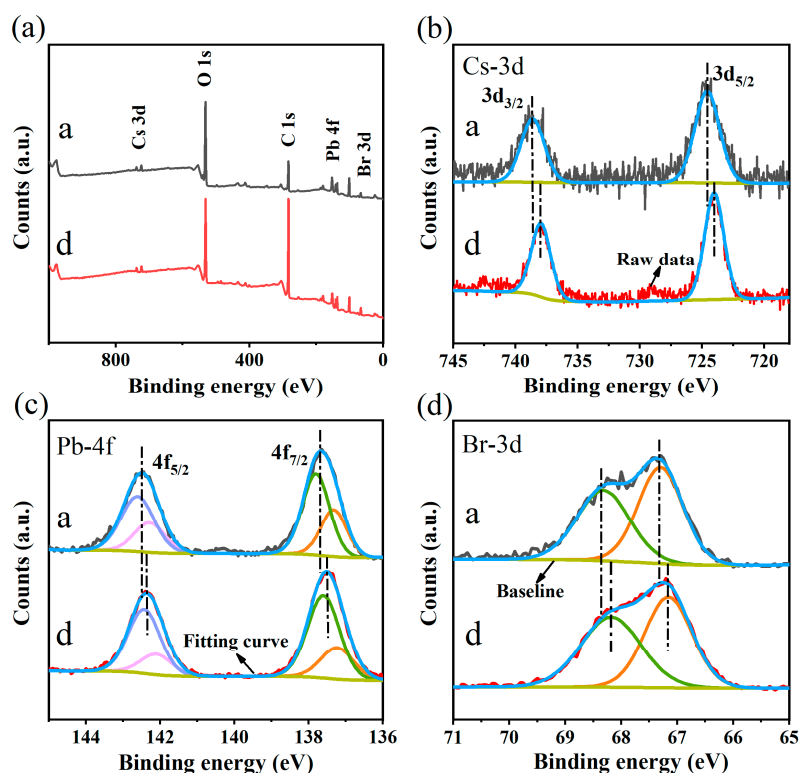 (a)
O 1s
C 1s
Cs 3d
Pb 4f
Br 3d
a
d
Counts (a.u.)
800
400
0
Binding energy (eV)
(b)
Cs-3d
3d5/2
3d3/2
a
d
Raw data
Counts (a.u.)
745
740
735
730
725
720
Binding energy (eV)
(c)
Pb-4f
4f5/2
4f7/2
a
d
Fitting curve
Counts (a.u.)
144
142
140
138
136
Binding energy (eV)
(d)
Br-3d
a
Baseline
d
Counts (a.u.)
71
70
69
68
67
66
65
Binding energy (eV)